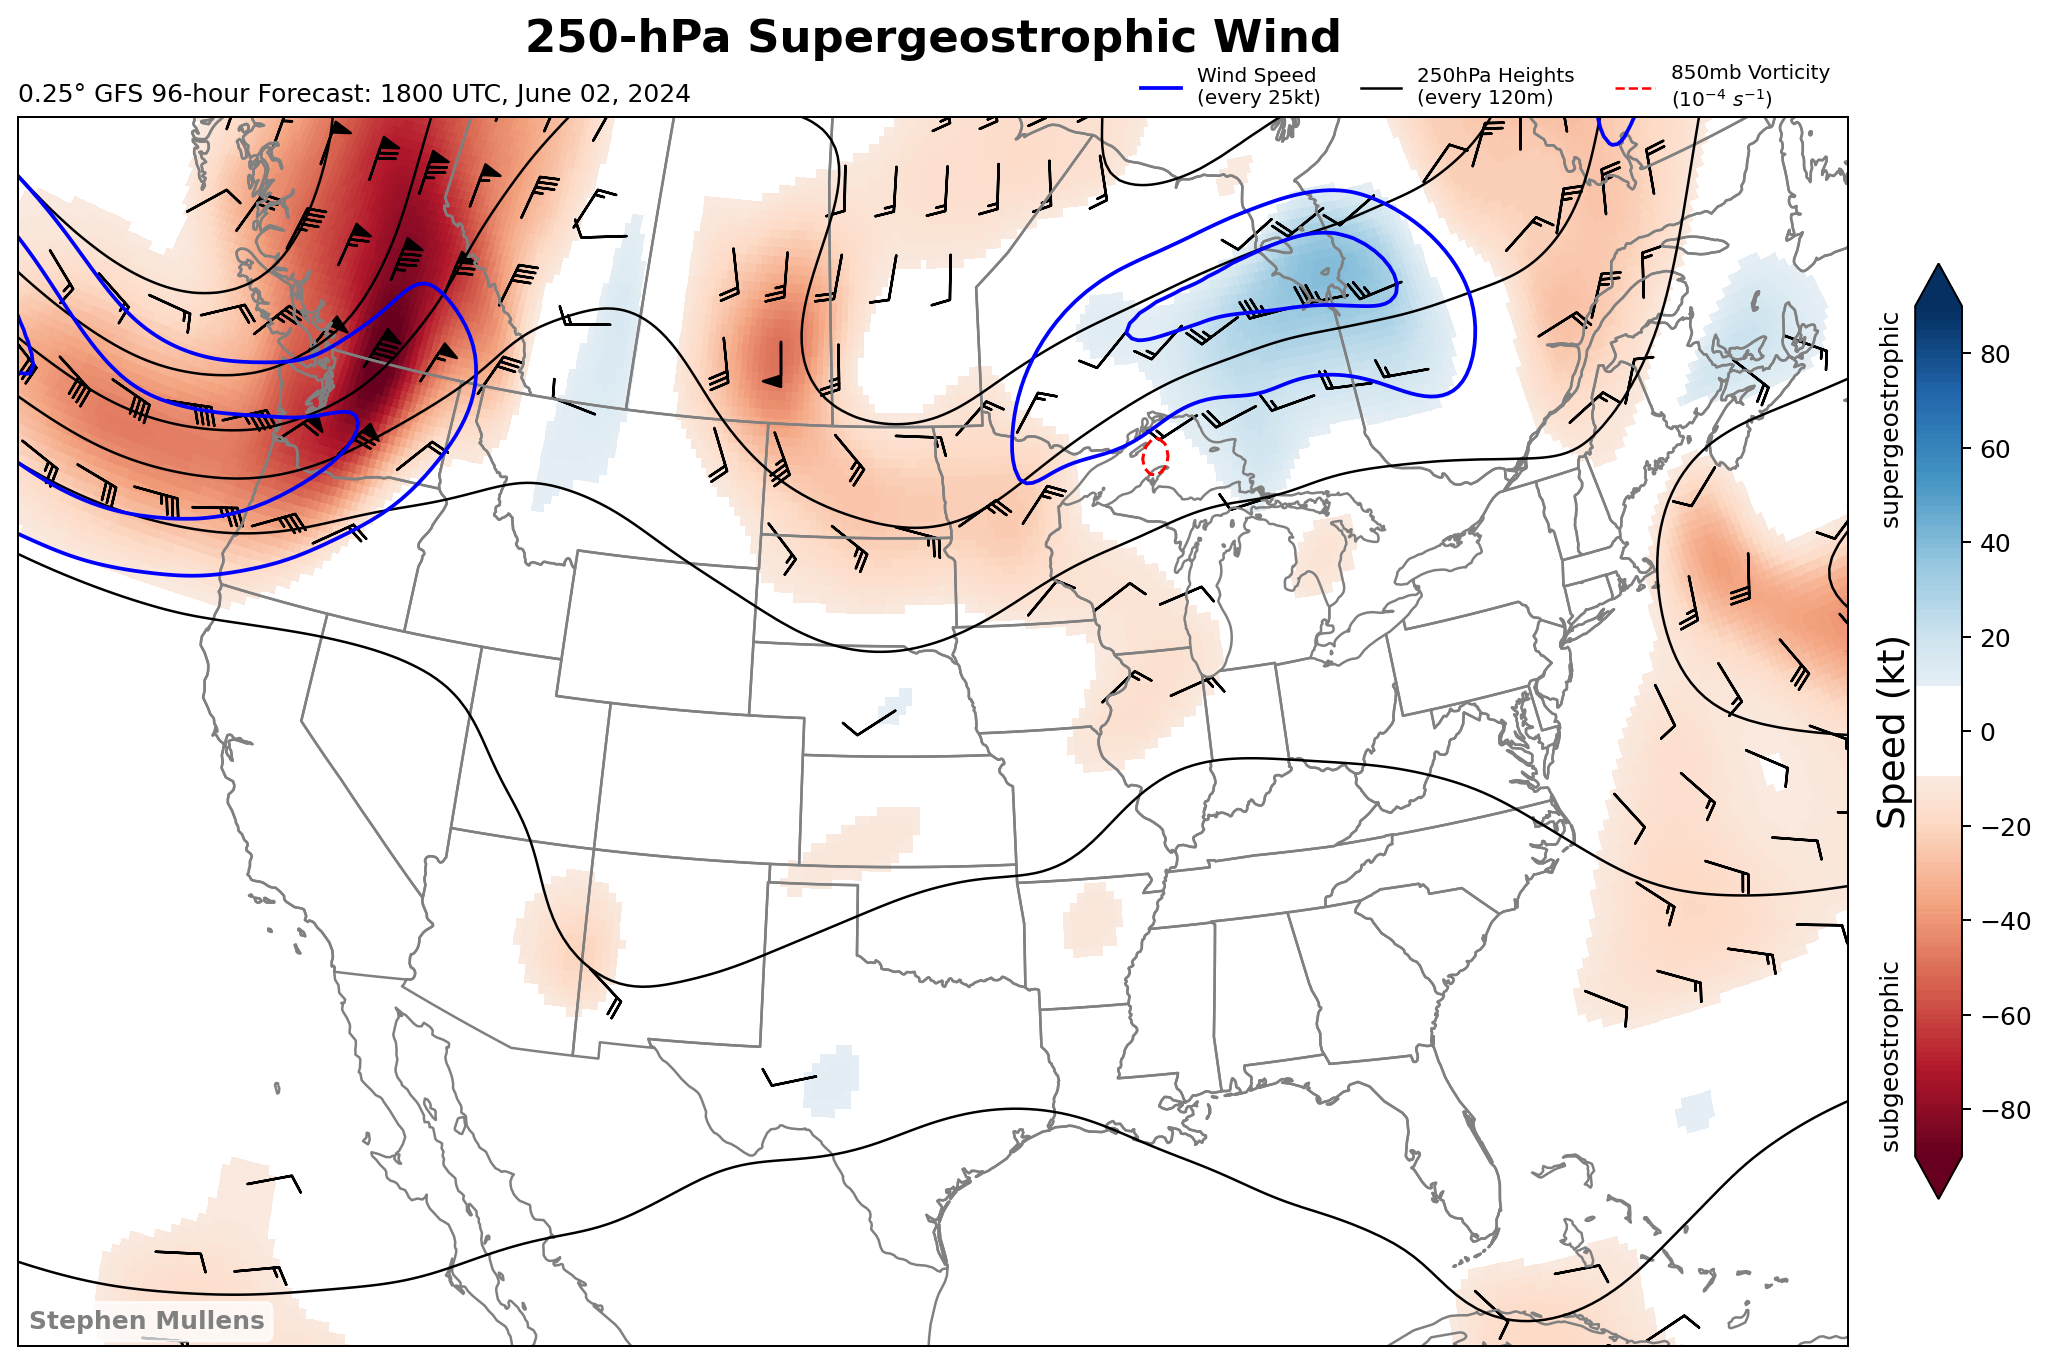 250-hPa Supergeostrophic Wind
0.25° GFS 96-hour Forecast: 1800 UTC, June 02, 2024
Wind Speed
(every 25kt)
250hPa Heights
(every 120m)
850mb Vorticity
(10⁻⁴ s⁻¹)
supergeostrophic
Speed (kt)
subgeostrophic
80
60
40
20
0
−20
−40
−60
−80
Stephen Mullens